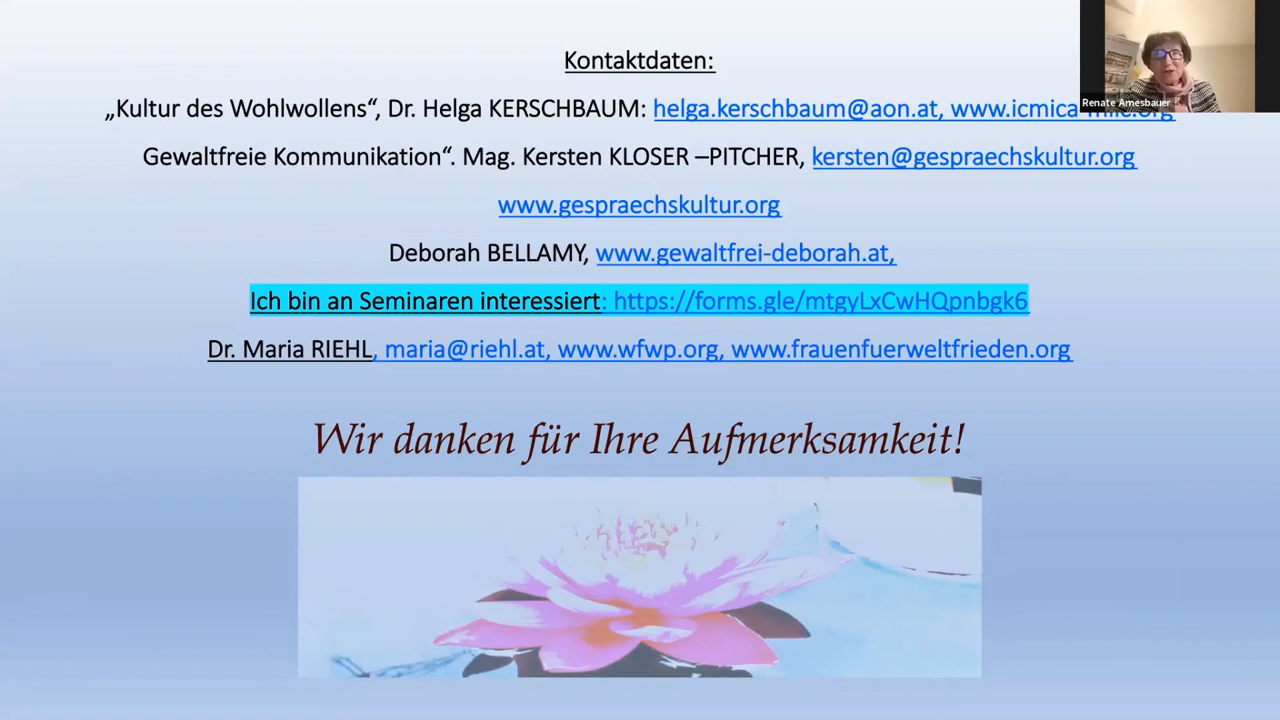 Kontaktdaten:
Renate Amesbauer
„Kultur des Wohlwollens“, Dr. Helga KERSCHBAUM: helga.kerschbaum@aon.at, www.icmica-miic.org
Gewaltfreie Kommunikation“. Mag. Kersten KLOSER –PITCHER, kersten@gespraechskultur.org
www.gespraechskultur.org
Deborah BELLAMY, www.gewaltfrei-deborah.at,
Ich bin an Seminaren interessiert: https://forms.gle/mtgyLxCwHQpnbgk6
Dr. Maria RIEHL, maria@riehl.at, www.wfwp.org, www.frauenfuerweltfrieden.org
Wir danken für Ihre Aufmerksamkeit!